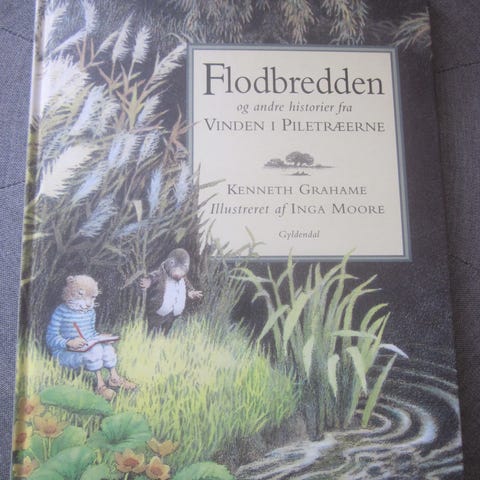 Flodbredden
og andre historier fra
VINDEN I PILETRÆERNE
KENNETH GRAHAME
Illustreret af INGA MOORE
Gyldendal